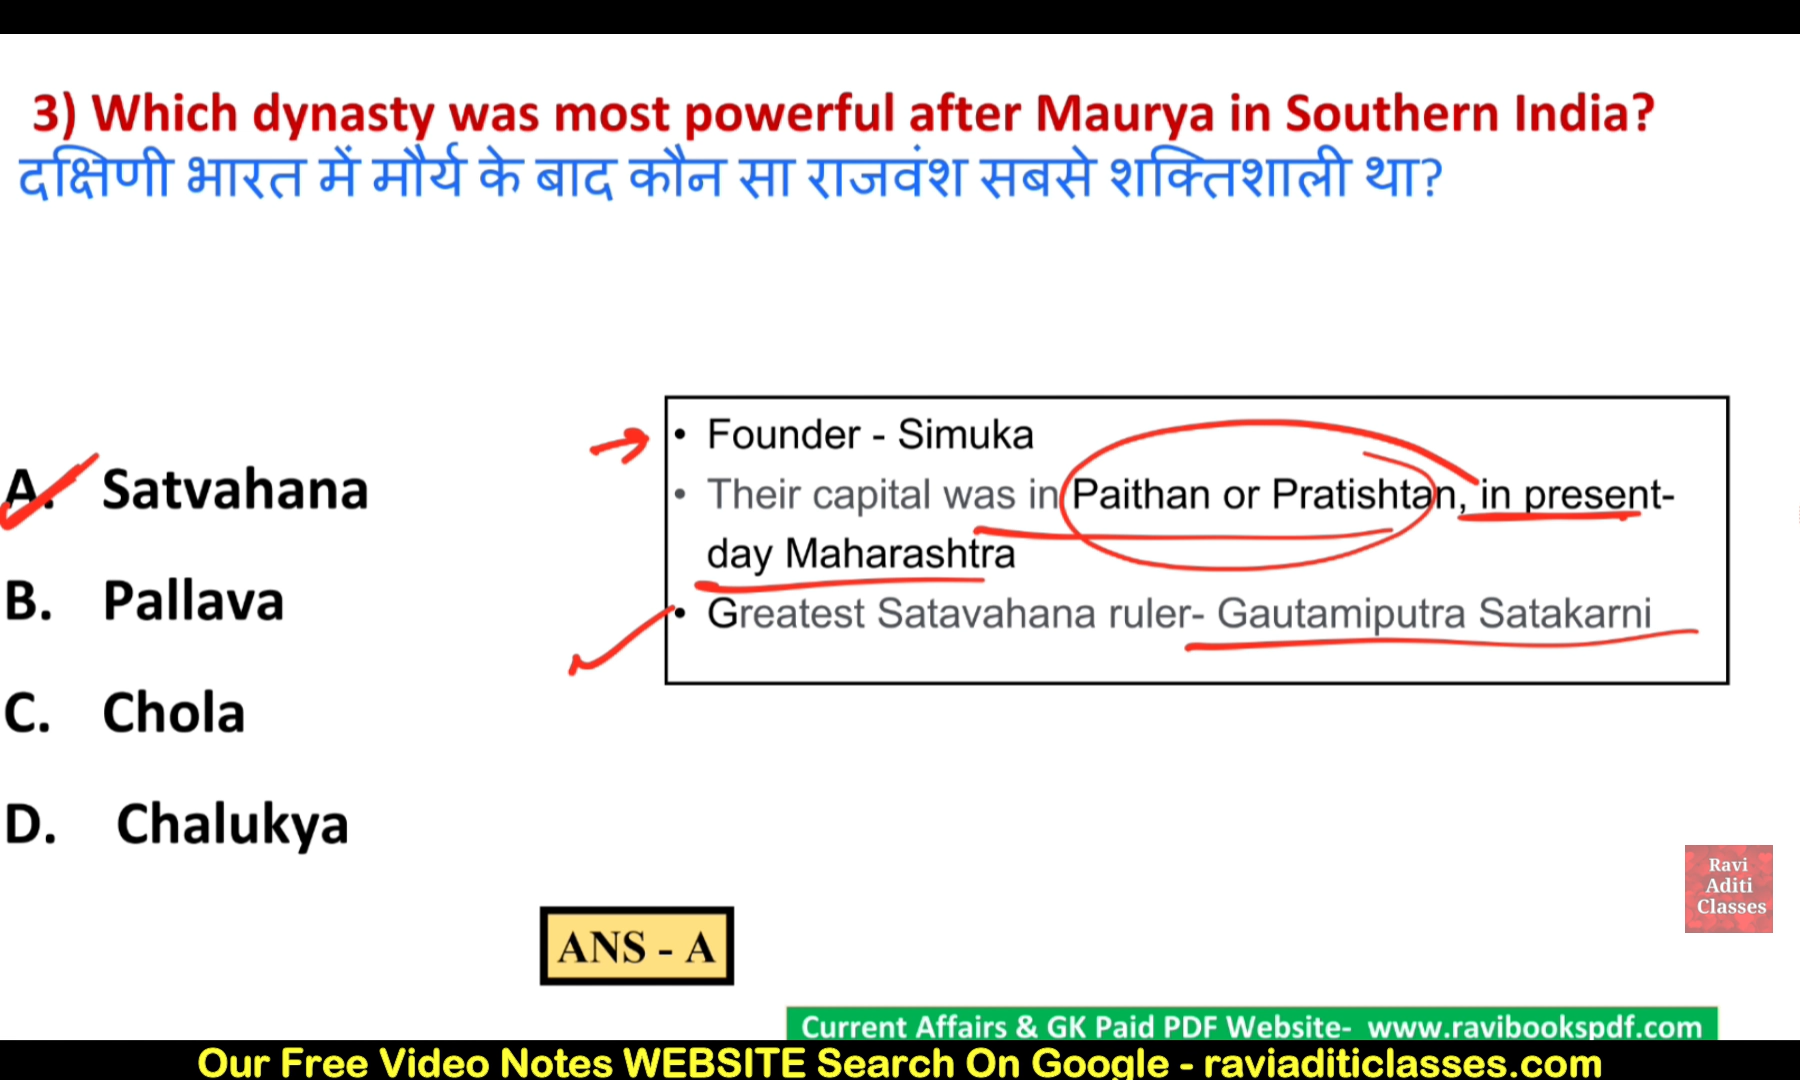 3) Which dynasty was most powerful after Maurya in Southern India?
दक्षिणी भारत में मौर्य के बाद कौन सा राजवंश सबसे शक्तिशाली था?
A. Satvahana
B. Pallava
C. Chola
D. Chalukya
• Founder - Simuka
• Their capital was in Paithan or Pratishtan, in present-
day Maharashtra
• Greatest Satavahana ruler- Gautamiputra Satakarni
ANS - A
Ravi
Aditi
Classes
Current Affairs & GK Paid PDF Website- www.ravibookspdf.com
Our Free Video Notes WEBSITE Search On Google - raviaditiclasses.com